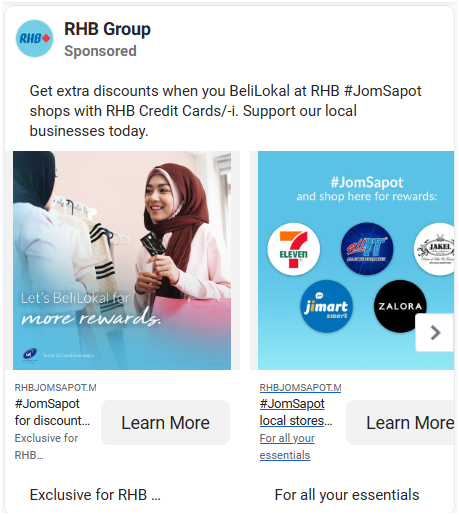 RHB Group
RHB
Sponsored
Get extra discounts when you BeliLokal at RHB #JomSapot
shops with RHB Credit Cards/-i. Support our local
businesses today.
Let's BeliLokal for
more rewards.
Terms & Conditions apply.
#JomSapot
and shop here for rewards:
7
ELEVEN
ALL IT
JAKEL
jimart
smart
ZALORA
RHBJOMSAPOT.M
#JomSapot
for discount...
Exclusive for
RHB...
Learn More
RHBJOMSAPOT.M
#JomSapot
local stores...
For all your
essentials
Learn More
Exclusive for RHB ...
For all your essentials